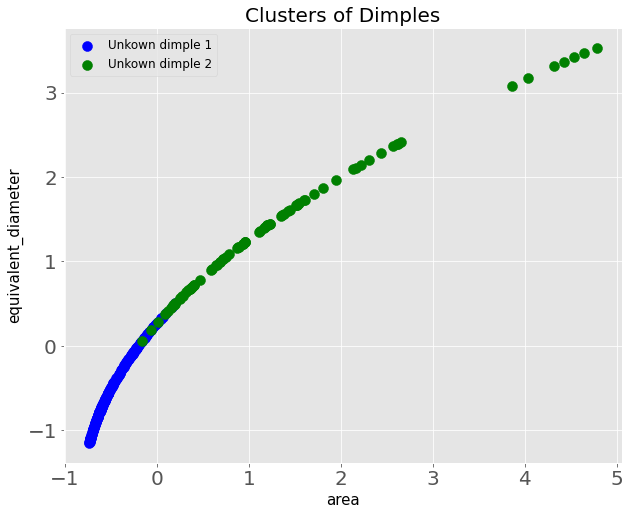 Clusters of Dimples
Unkown dimple 1
Unkown dimple 2
equivalent_diameter
3
2
1
0
−1
−1 0 1 2 3 4 5
area